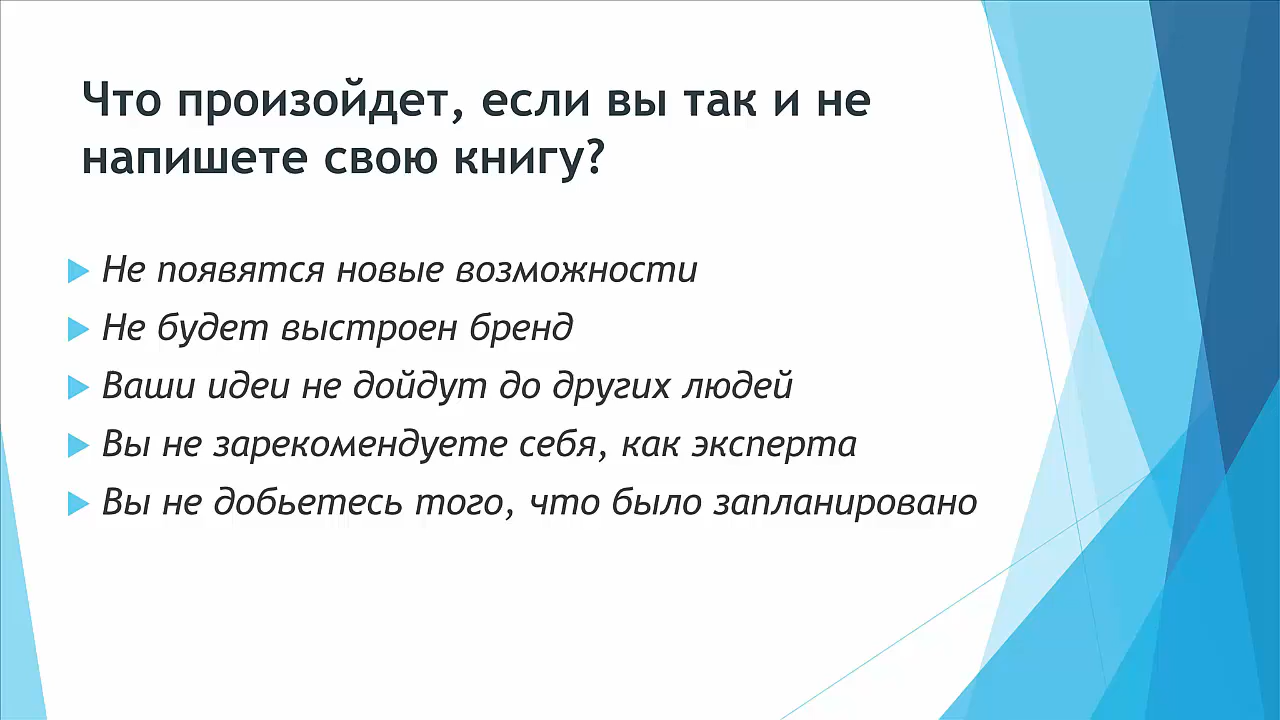 Что произойдет, если вы так и не
напишете свою книгу?
Не появятся новые возможности
Не будет выстроен бренд
Ваши идеи не дойдут до других людей
Вы не зарекомендуете себя, как эксперта
Вы не добьетесь того, что было запланировано